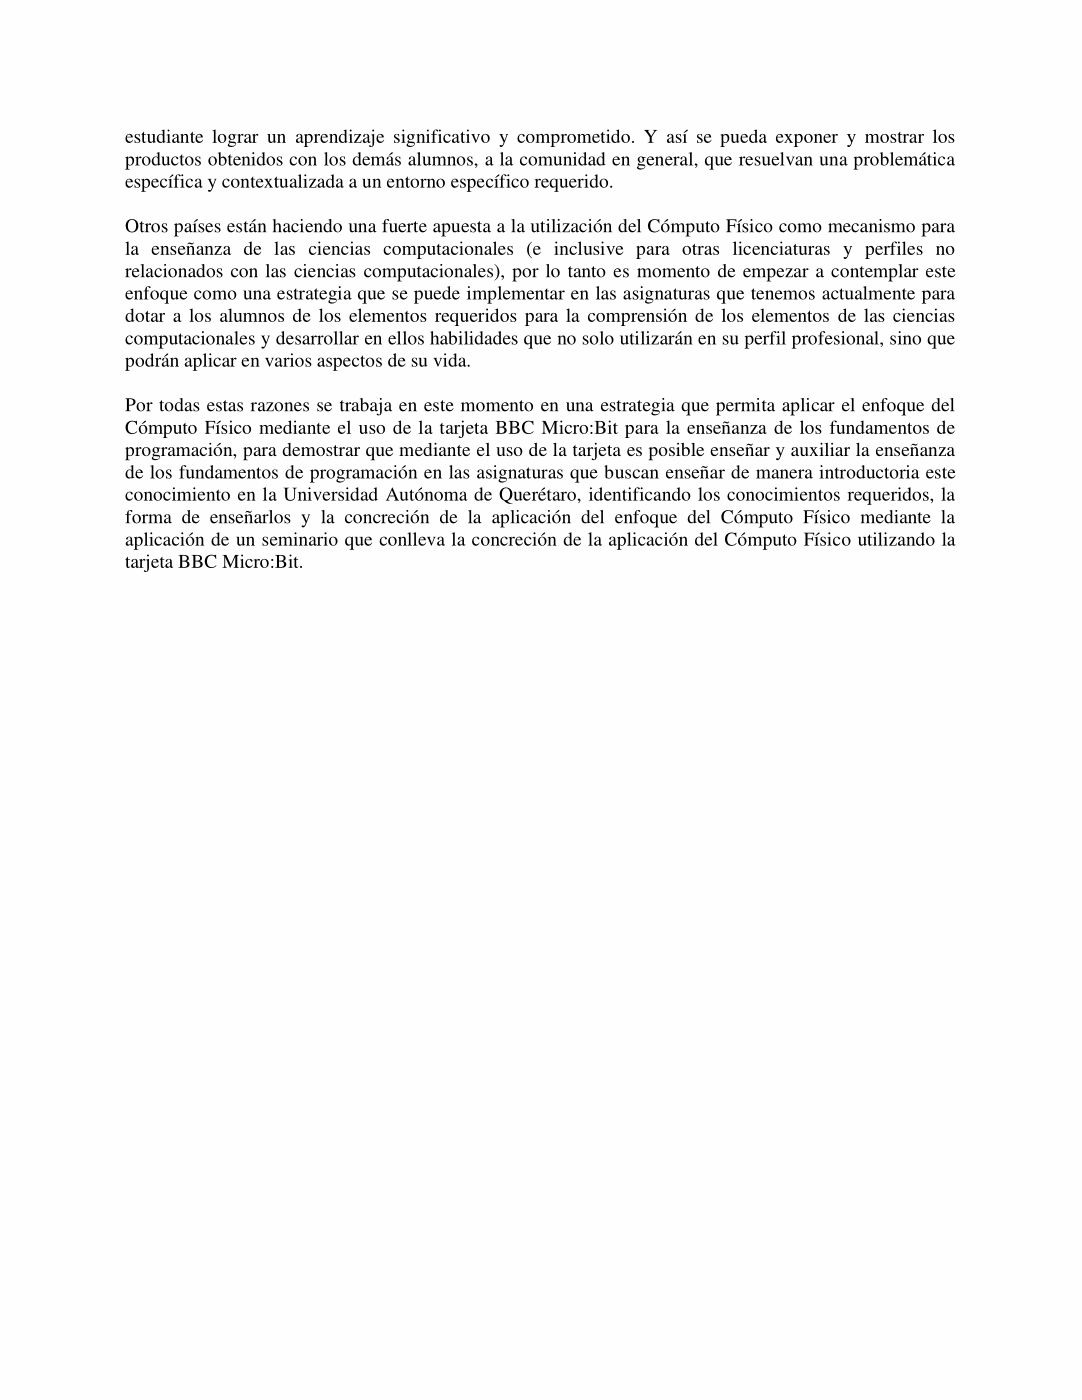 estudiante lograr un aprendizaje significativo y comprometido. Y así se pueda exponer y mostrar los
productos obtenidos con los demás alumnos, a la comunidad en general, que resuelvan una problemática
específica y contextualizada a un entorno específico requerido.
Otros países están haciendo una fuerte apuesta a la utilización del Cómputo Físico como mecanismo para
la enseñanza de las ciencias computacionales (e inclusive para otras licenciaturas y perfiles no
relacionados con las ciencias computacionales), por lo tanto es momento de empezar a contemplar este
enfoque como una estrategia que se puede implementar en las asignaturas que tenemos actualmente para
dotar a los alumnos de los elementos requeridos para la comprensión de los elementos de las ciencias
computacionales y desarrollar en ellos habilidades que no solo utilizarán en su perfil profesional, sino que
podrán aplicar en varios aspectos de su vida.
Por todas estas razones se trabaja en este momento en una estrategia que permita aplicar el enfoque del
Cómputo Físico mediante el uso de la tarjeta BBC Micro:Bit para la enseñanza de los fundamentos de
programación, para demostrar que mediante el uso de la tarjeta es posible enseñar y auxiliar la enseñanza
de los fundamentos de programación en las asignaturas que buscan enseñar de manera introductoria este
conocimiento en la Universidad Autónoma de Querétaro, identificando los conocimientos requeridos, la
forma de enseñarlos y la concreción de la aplicación del enfoque del Cómputo Físico mediante la
aplicación de un seminario que conlleva la concreción de la aplicación del Cómputo Físico utilizando la
tarjeta BBC Micro:Bit.